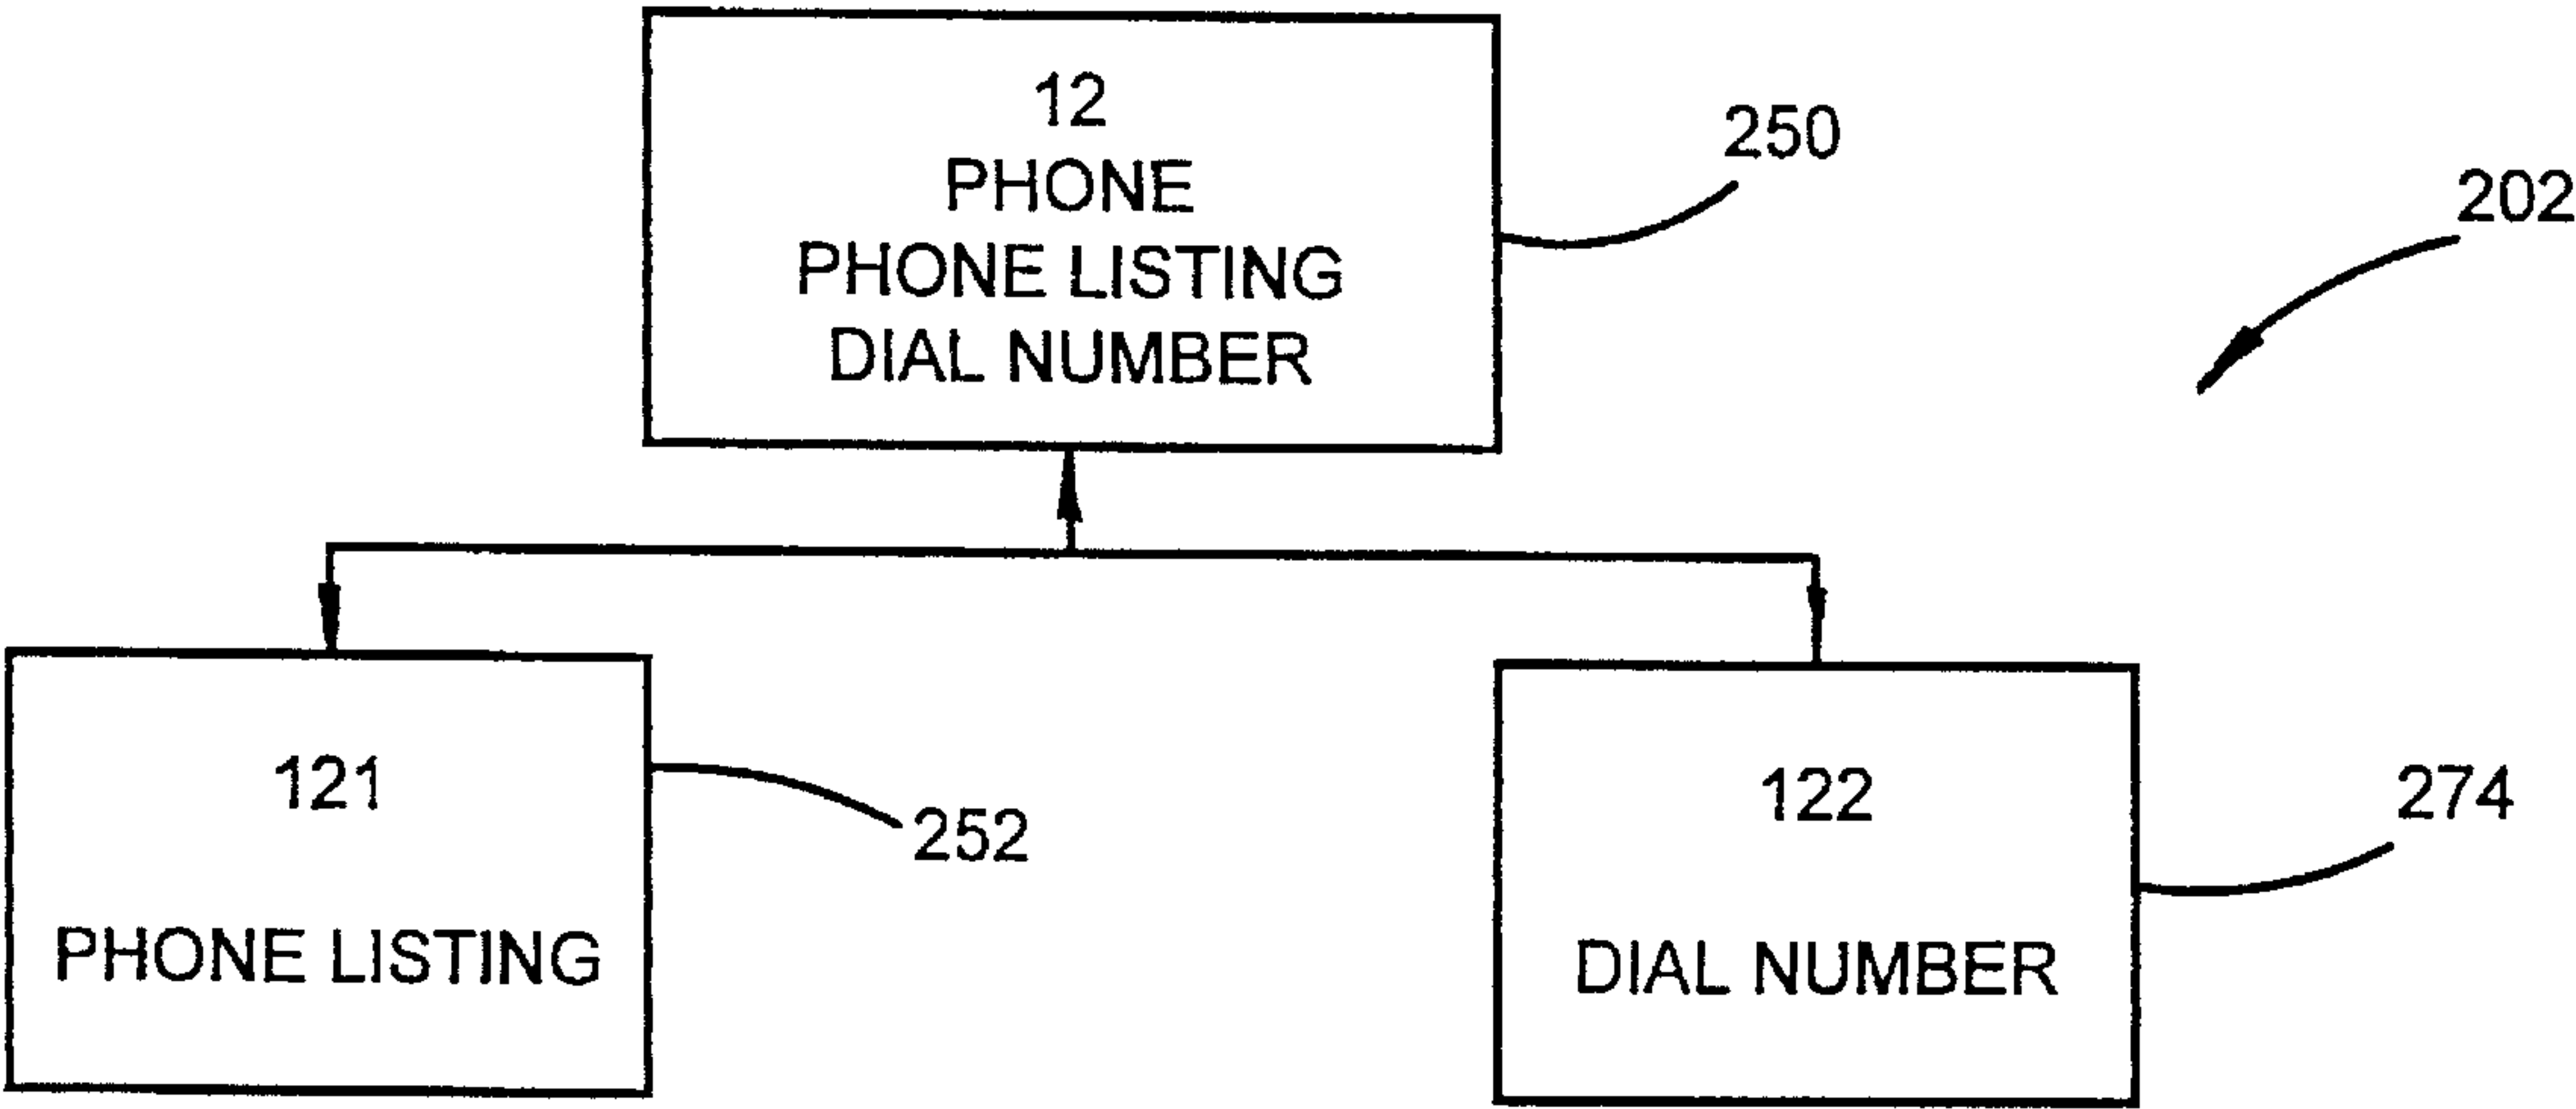 12
PHONE
PHONE LISTING
DIAL NUMBER
250
202
121
PHONE LISTING
252
122
DIAL NUMBER
274